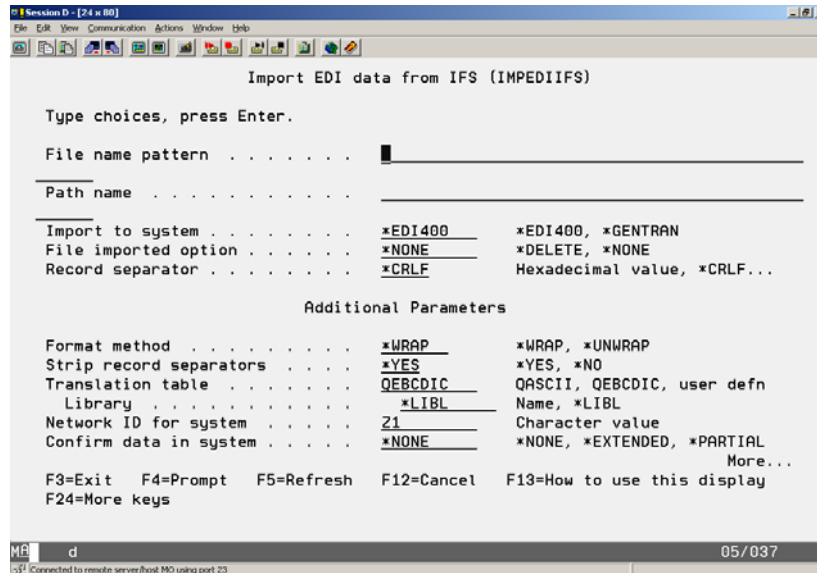 Session D - [24 x 80]
File Edit View Communication Actions Window Help
Import EDI data from IFS (IMPEDIIFS)
Type choices, press Enter.
File name pattern . . . . . . .
Path name . . . . . . . . . . .
Import to system . . . . . . . . *EDI400 *EDI400, *GENTRAN
File imported option . . . . . . *NONE *DELETE, *NONE
Record separator . . . . . . . . *CRLF Hexadecimal value, *CRLF...
Additional Parameters
Format method . . . . . . . . . *WRAP *WRAP, *UNWRAP
Strip record separators . . . . *YES *YES, *NO
Translation table . . . . . . . QEBCDIC QASCII, QEBCDIC, user defn
Library . . . . . . . . . . . *LIBL Name, *LIBL
Network ID for system . . . . . Z1 Character value
Confirm data in system . . . . . *NONE *NONE, *EXTENDED, *PARTIAL
More...
F3=Exit F4=Prompt F5=Refresh F12=Cancel F13=How to use this display
F24=More keys
MA d 05/037
Connected to remote server/host MO using port 23